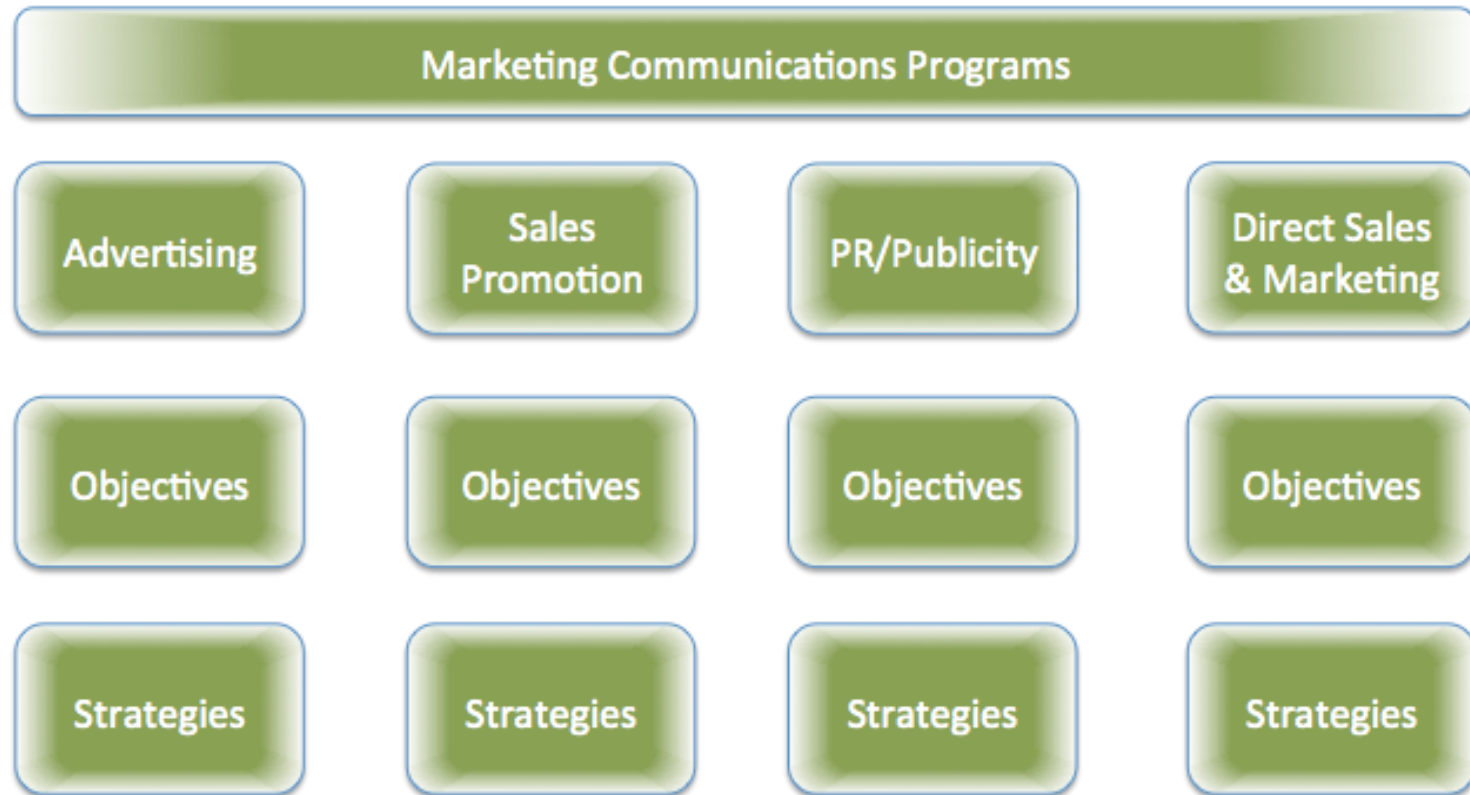 Marketing Communications Programs
Advertising
Sales
Promotion
PR/Publicity
Direct Sales
& Marketing
Objectives
Objectives
Objectives
Objectives
Strategies
Strategies
Strategies
Strategies